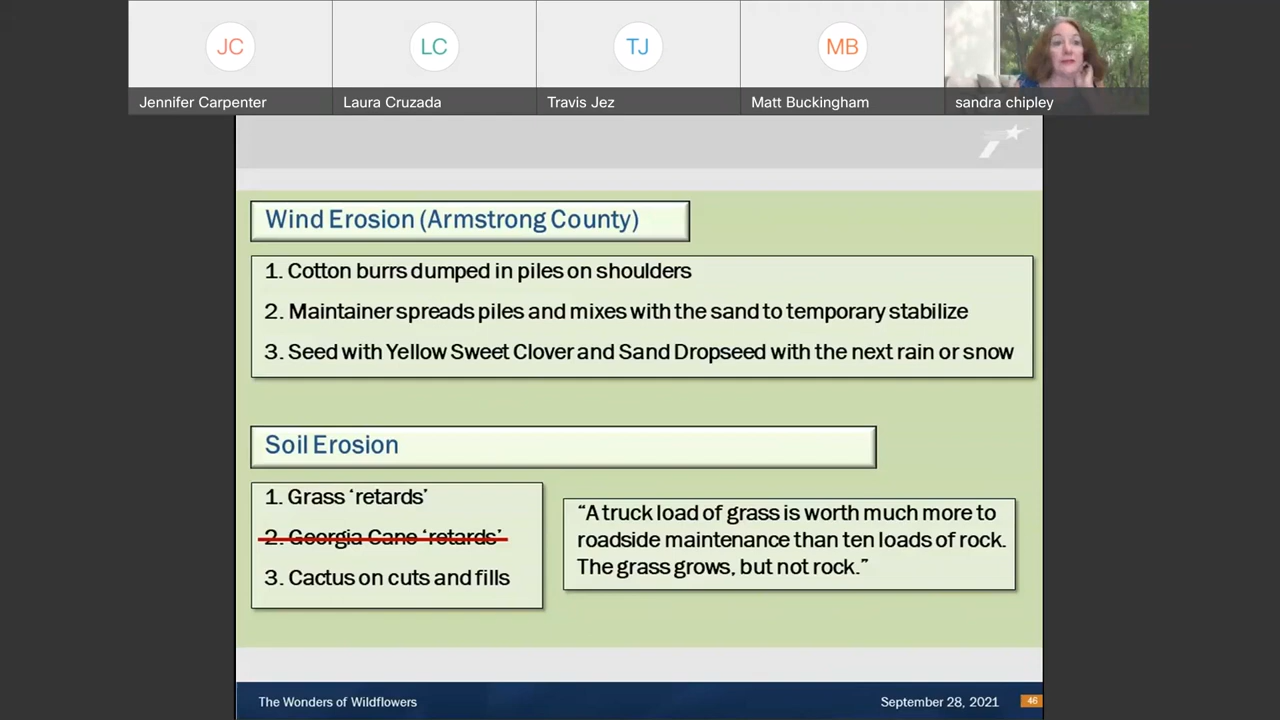 JC
LC
TJ
MB
Jennifer Carpenter
Laura Cruzada
Travis Jez
Matt Buckingham
sandra chipley
Wind Erosion (Armstrong County)
1. Cotton burrs dumped in piles on shoulders
2. Maintainer spreads piles and mixes with the sand to temporary stabilize
3. Seed with Yellow Sweet Clover and Sand Dropseed with the next rain or snow
Soil Erosion
1. Grass ‘retards’
2. Georgia Cane ‘retards’
3. Cactus on cuts and fills
“A truck load of grass is worth much more to
roadside maintenance than ten loads of rock.
The grass grows, but not rock.”
The Wonders of Wildflowers
September 28, 2021
46